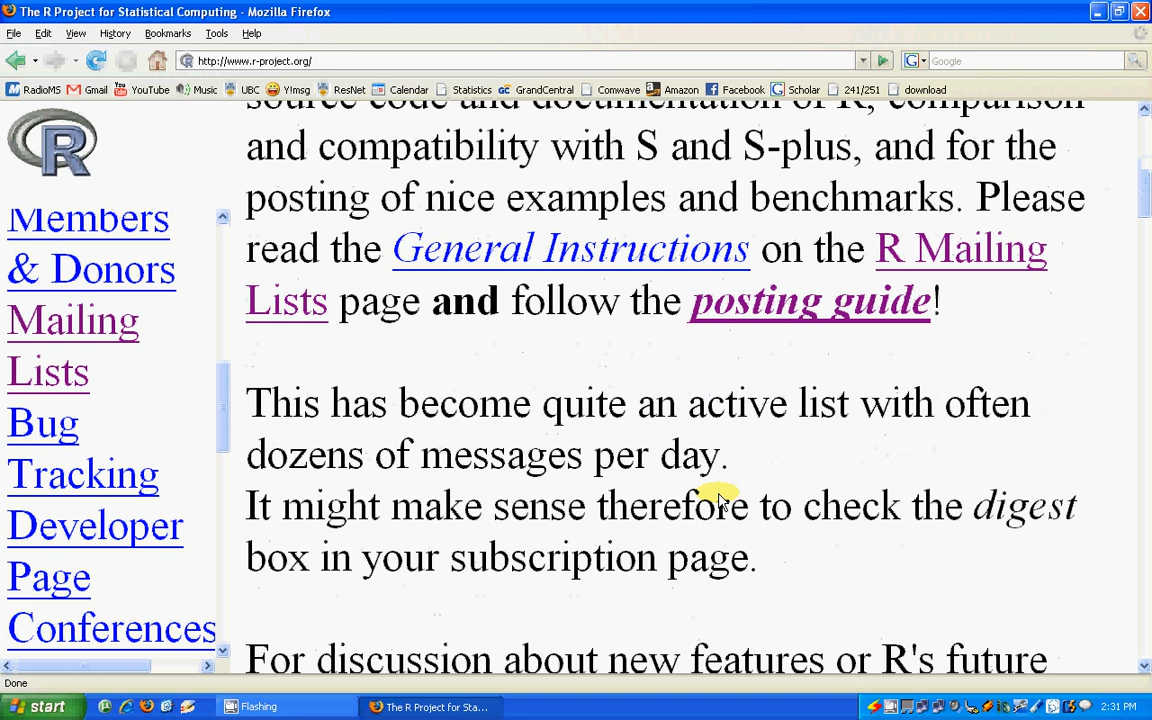 The R Project for Statistical Computing - Mozilla Firefox
File Edit View History Bookmarks Tools Help
http://www.r-project.org/
Google
RadioMS Gmail YouTube Music UBC Y!msg ResNet Calendar Statistics GrandCentral Comwave Amazon Facebook Scholar 241/251 download
R
Members
& Donors
Mailing
Lists
Bug
Tracking
Developer
Page
Conferences
source code and documentation of R, comparison
and compatibility with S and S-plus, and for the
posting of nice examples and benchmarks. Please
read the General Instructions on the R Mailing
Lists page and follow the posting guide!
This has become quite an active list with often
dozens of messages per day.
It might make sense therefore to check the digest
box in your subscription page.
For discussion about new features or R's future
Done
start Flashing The R Project for Sta... 2:31 PM